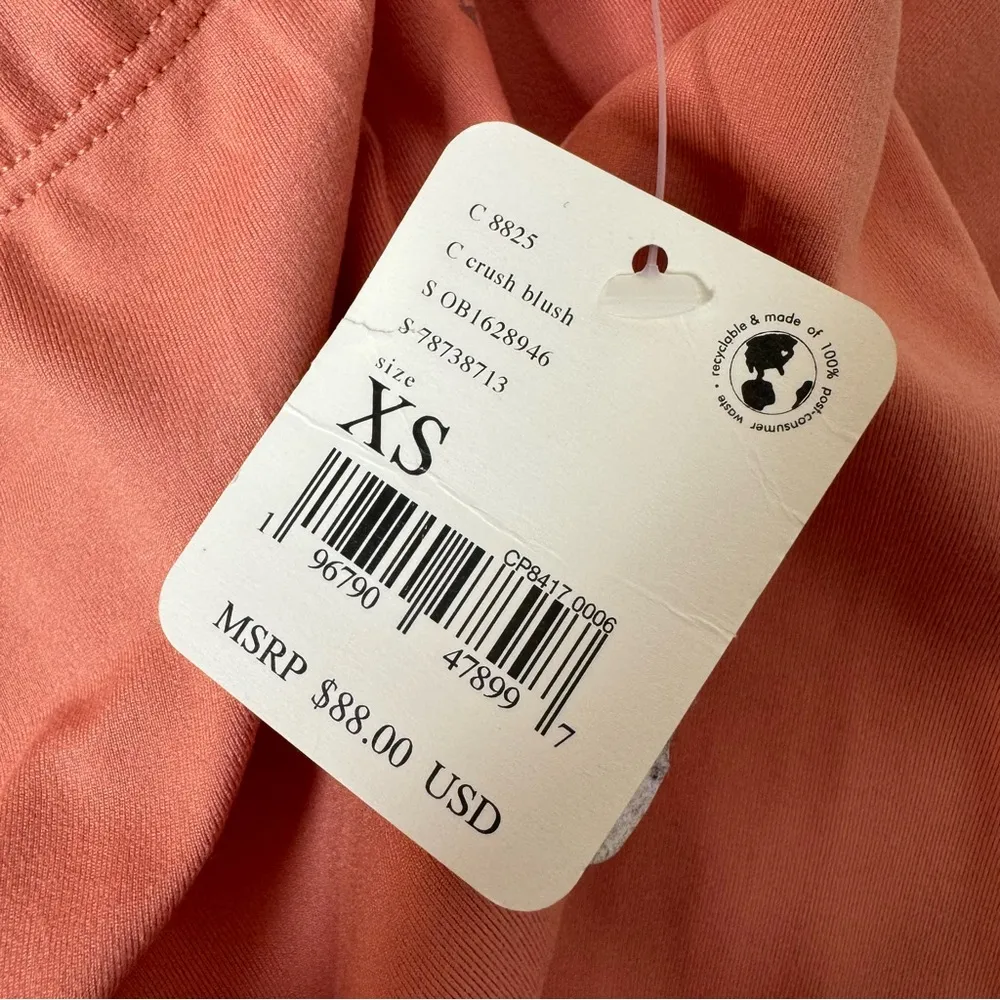 C 8825
C crush blush
S OB1628946
S 78738713
size
XS
CP8417 0006
1 96790 47899 7
MSRP $88.00 USD
recyclable & made of 100% post-consumer waste •